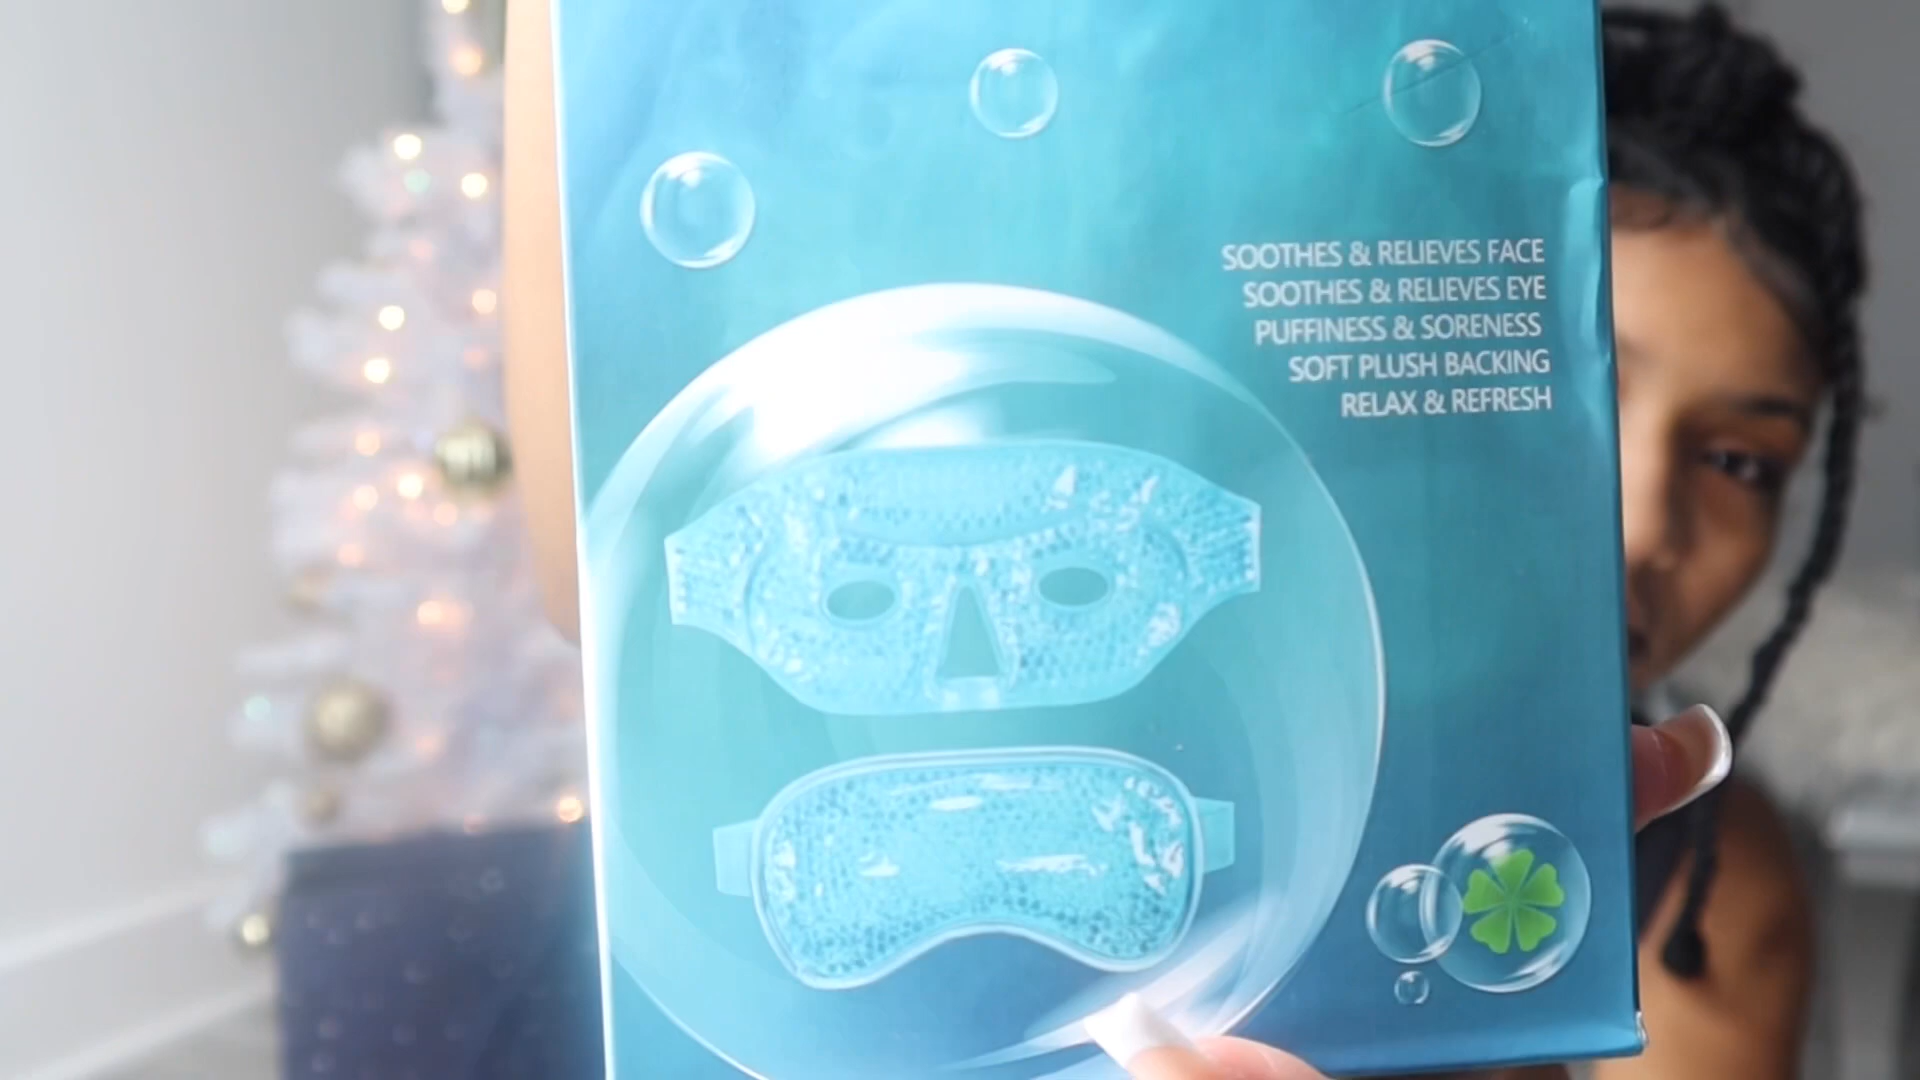 SOOTHES & RELIEVES FACE
SOOTHES & RELIEVES EYE
PUFFINESS & SORENESS
SOFT PLUSH BACKING
RELAX & REFRESH